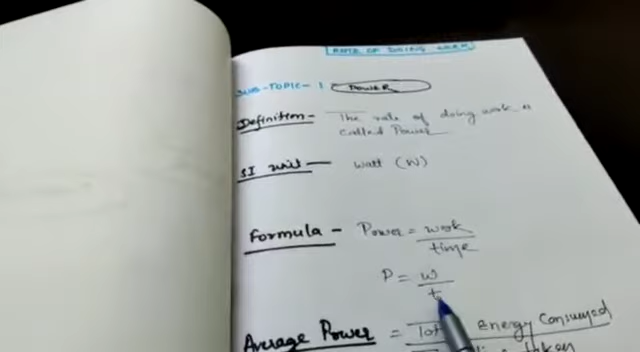 RATE OF DOING WORK
SUB-TOPIC - 1 POWER
Definition - The rate of doing work is
called Power
SI unit - watt (W)
Formula - Power = work
time
P = w
t
Average Power = Energy Consumed
taken